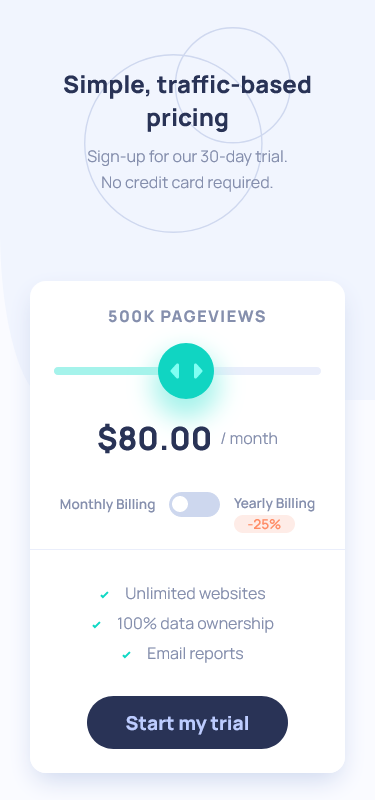 Simple, traffic-based
pricing
Sign-up for our 30-day trial.
No credit card required.
500K PAGEVIEWS
$80.00 / month
Monthly Billing
Yearly Billing
-25%
Unlimited websites
100% data ownership
Email reports
Start my trial